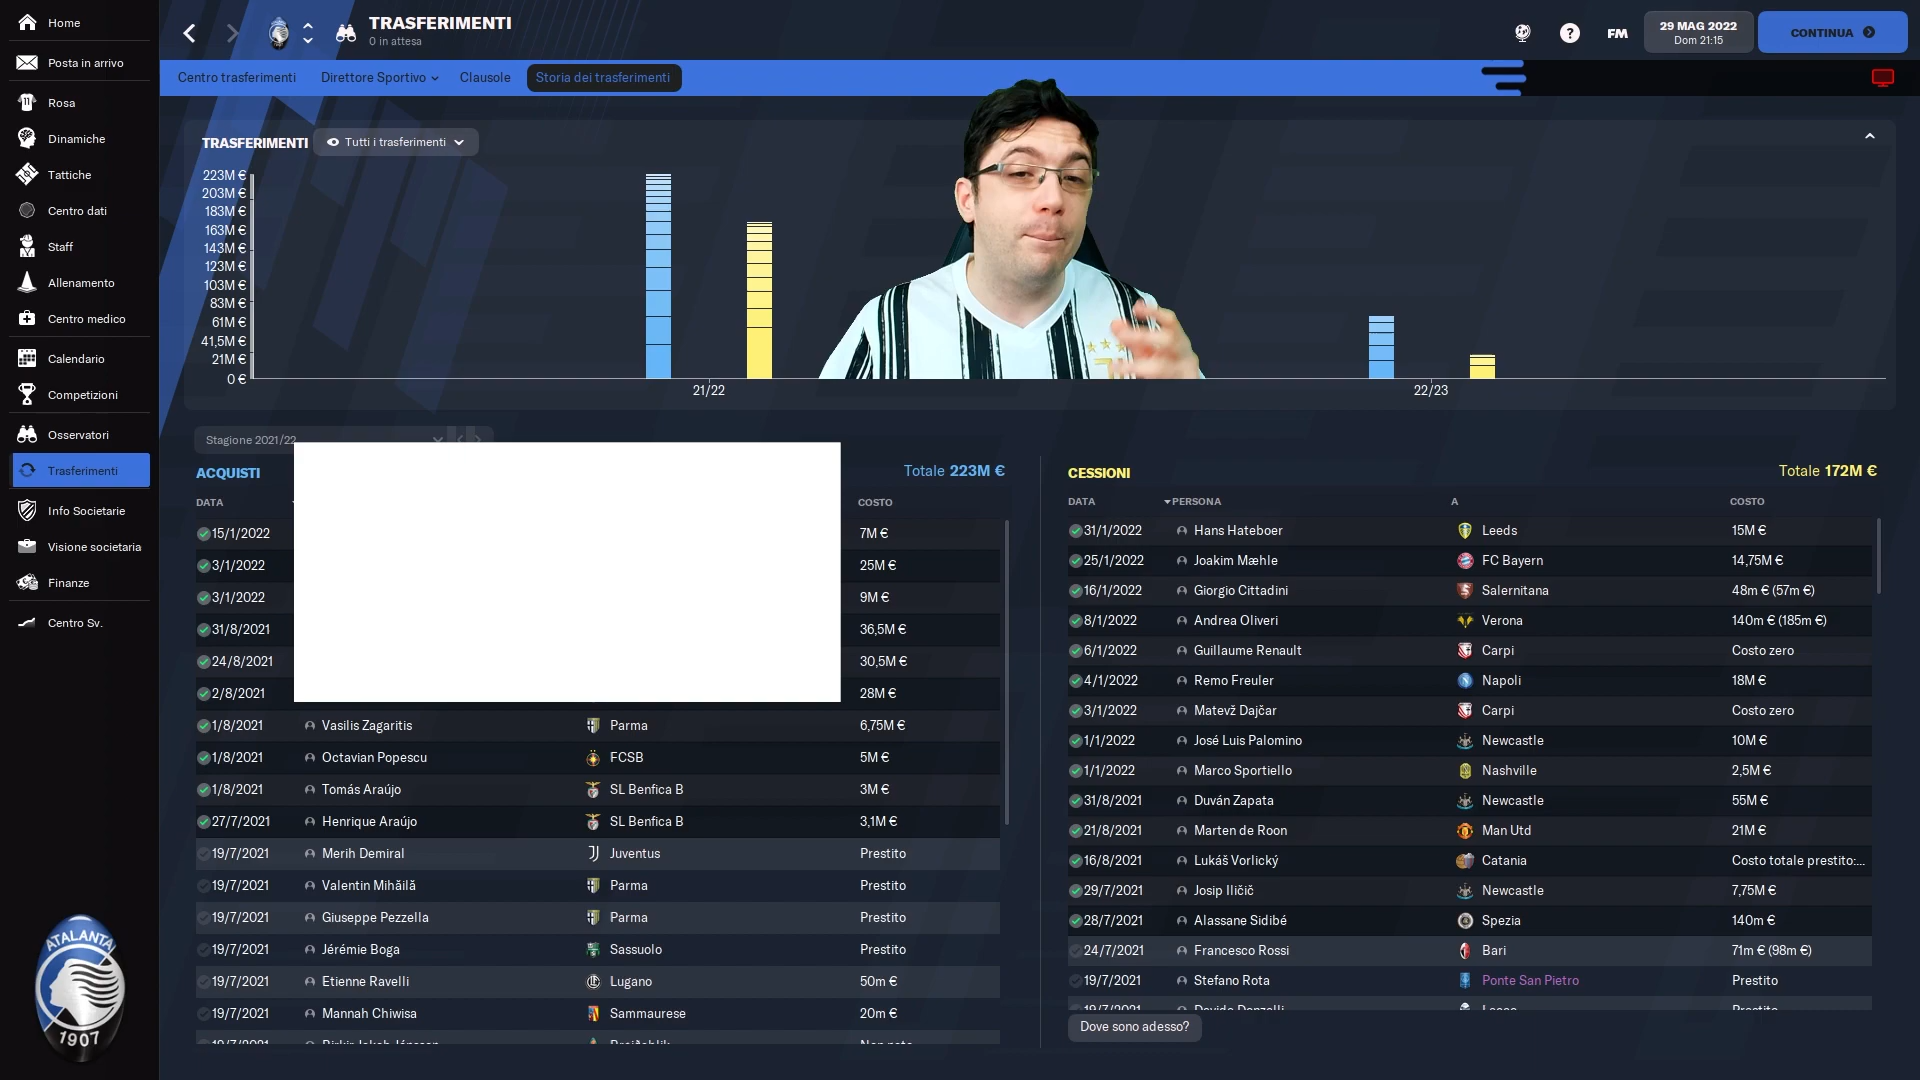 Home
Posta in arrivo
Rosa
Dinamiche
Tattiche
Centro dati
Staff
Allenamento
Centro medico
Calendario
Competizioni
Osservatori
Trasferimenti
Info Societarie
Visione societaria
Finanze
Centro Sv.
ATALANTA
1907
TRASFERIMENTI
0 in attesa
FM
29 MAG 2022
Dom 21:15
CONTINUA
Centro trasferimenti Direttore Sportivo Clausole Storia dei trasferimenti
TRASFERIMENTI Tutti i trasferimenti
223M €
203M €
183M €
163M €
143M €
123M €
103M €
83M €
61M €
41,5M €
21M €
0 €
21/22 22/23
Stagione 2021/22
ACQUISTI Totale 223M €
DATA COSTO
15/1/2022 7M €
3/1/2022 25M €
3/1/2022 9M €
31/8/2021 36,5M €
24/8/2021 30,5M €
2/8/2021 28M €
1/8/2021 Vasilis Zagaritis Parma 6,75M €
1/8/2021 Octavian Popescu FCSB 5M €
1/8/2021 Tomás Araújo SL Benfica B 3M €
27/7/2021 Henrique Araújo SL Benfica B 3,1M €
19/7/2021 Merih Demiral Juventus Prestito
19/7/2021 Valentin Mihăilă Parma Prestito
19/7/2021 Giuseppe Pezzella Parma Prestito
19/7/2021 Jérémie Boga Sassuolo Prestito
19/7/2021 Etienne Ravelli Lugano 50m €
19/7/2021 Mannah Chiwisa Sammaurese 20m €
CESSIONI Totale 172M €
DATA PERSONA A COSTO
31/1/2022 Hans Hateboer Leeds 15M €
25/1/2022 Joakim Mæhle FC Bayern 14,75M €
16/1/2022 Giorgio Cittadini Salernitana 48m € (57m €)
8/1/2022 Andrea Oliveri Verona 140m € (185m €)
6/1/2022 Guillaume Renault Carpi Costo zero
4/1/2022 Remo Freuler Napoli 18M €
3/1/2022 Matevž Dajčar Carpi Costo zero
1/1/2022 José Luis Palomino Newcastle 10M €
1/1/2022 Marco Sportiello Nashville 2,5M €
31/8/2021 Duván Zapata Newcastle 55M €
21/8/2021 Marten de Roon Man Utd 21M €
16/8/2021 Lukáš Vorlický Catania Costo totale prestito:...
29/7/2021 Josip Iličič Newcastle 7,75M €
28/7/2021 Alassane Sidibé Spezia 140m €
24/7/2021 Francesco Rossi Bari 71m € (98m €)
19/7/2021 Stefano Rota Ponte San Pietro Prestito
Dove sono adesso?